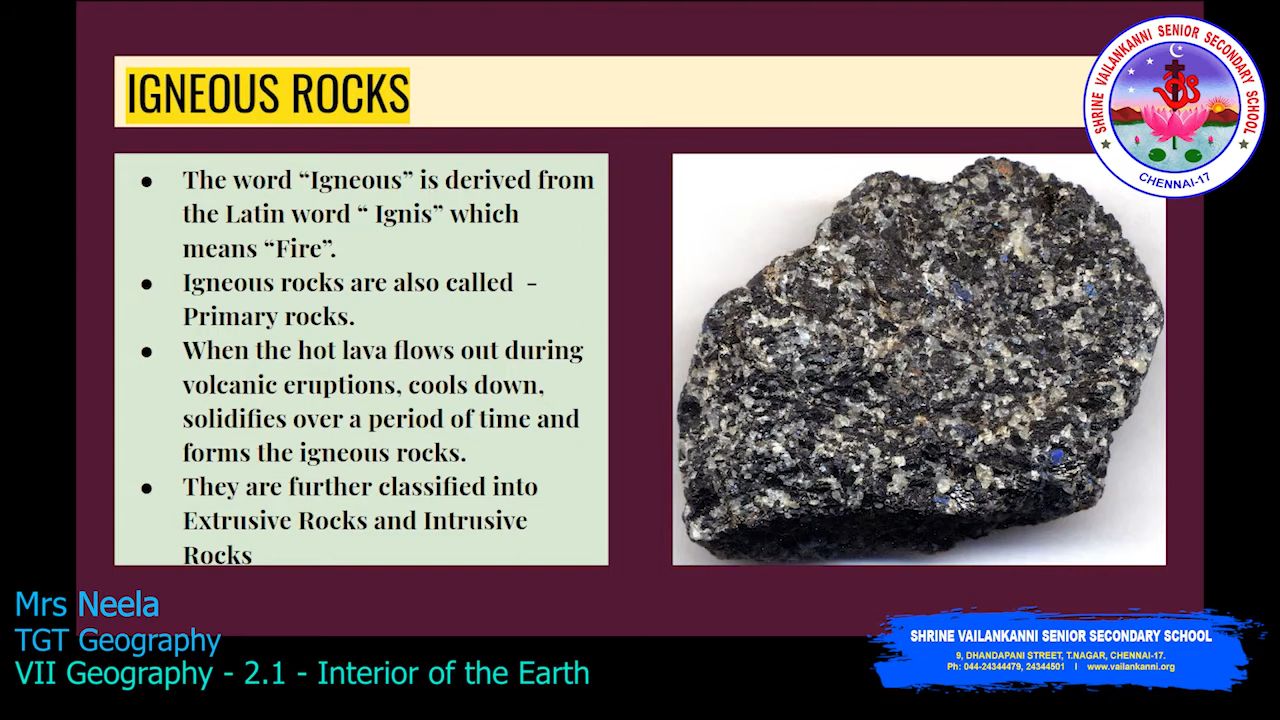 IGNEOUS ROCKS
SHRINE VAILANKANNI SENIOR SECONDARY SCHOOL
CHENNAI-17
● The word “Igneous” is derived from
the Latin word “ Ignis” which
means “Fire”.
● Igneous rocks are also called -
Primary rocks.
● When the hot lava flows out during
volcanic eruptions, cools down,
solidifies over a period of time and
forms the igneous rocks.
● They are further classified into
Extrusive Rocks and Intrusive
Rocks
Mrs Neela
TGT Geography
VII Geography - 2.1 - Interior of the Earth
SHRINE VAILANKANNI SENIOR SECONDARY SCHOOL
9, DHANDAPANI STREET, T.NAGAR, CHENNAI-17.
Ph: 044-24344479, 24344501 I www.vailankanni.org